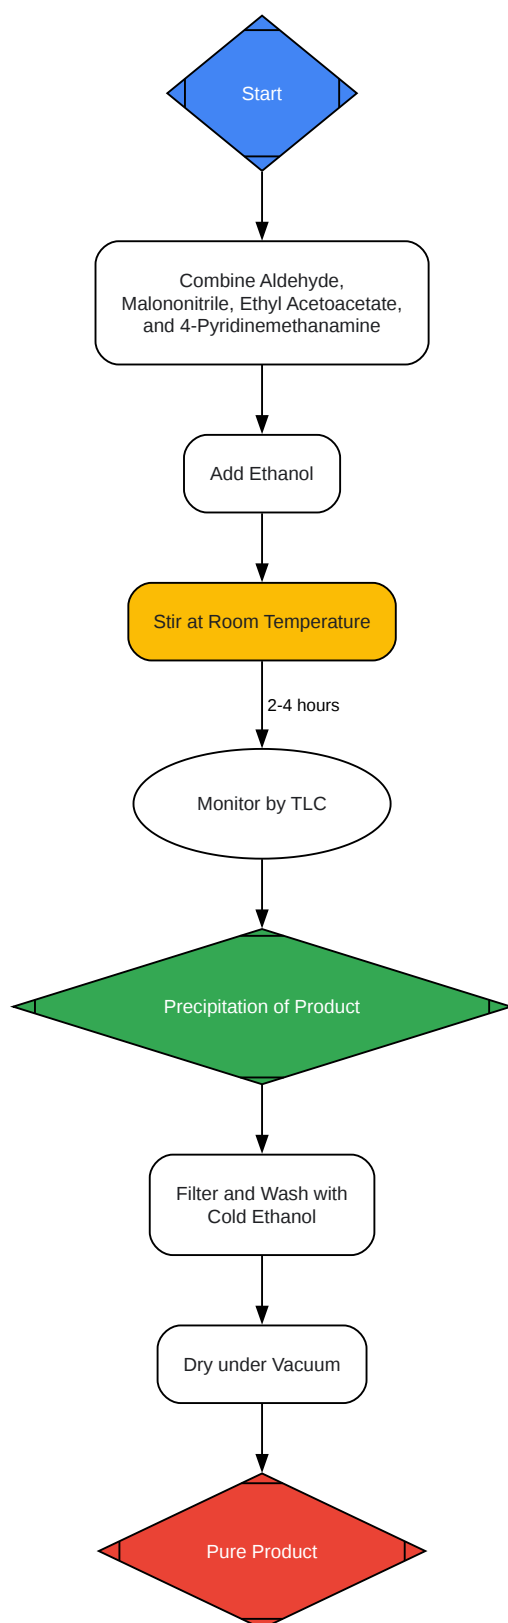 Start
Combine Aldehyde,
Malononitrile, Ethyl Acetoacetate,
and 4-Pyridinemethanamine
Add Ethanol
Stir at Room Temperature
2-4 hours
Monitor by TLC
Precipitation of Product
Filter and Wash with
Cold Ethanol
Dry under Vacuum
Pure Product